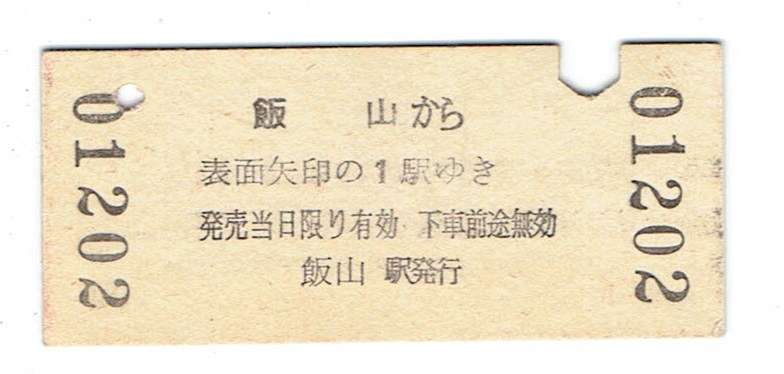 01202
飯 山から
表面矢印の1駅ゆき
発売当日限り有効 下車前途無効
飯山 駅発行
01202